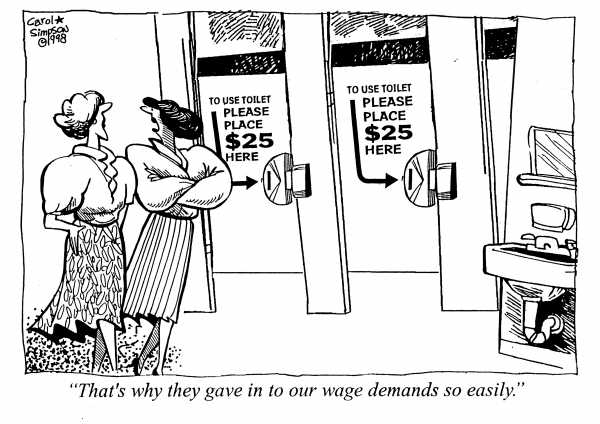 Carol★
Simpson
©1998
TO USE TOILET
PLEASE
PLACE
$25
HERE
TO USE TOILET
PLEASE
PLACE
$25
HERE
"That's why they gave in to our wage demands so easily."